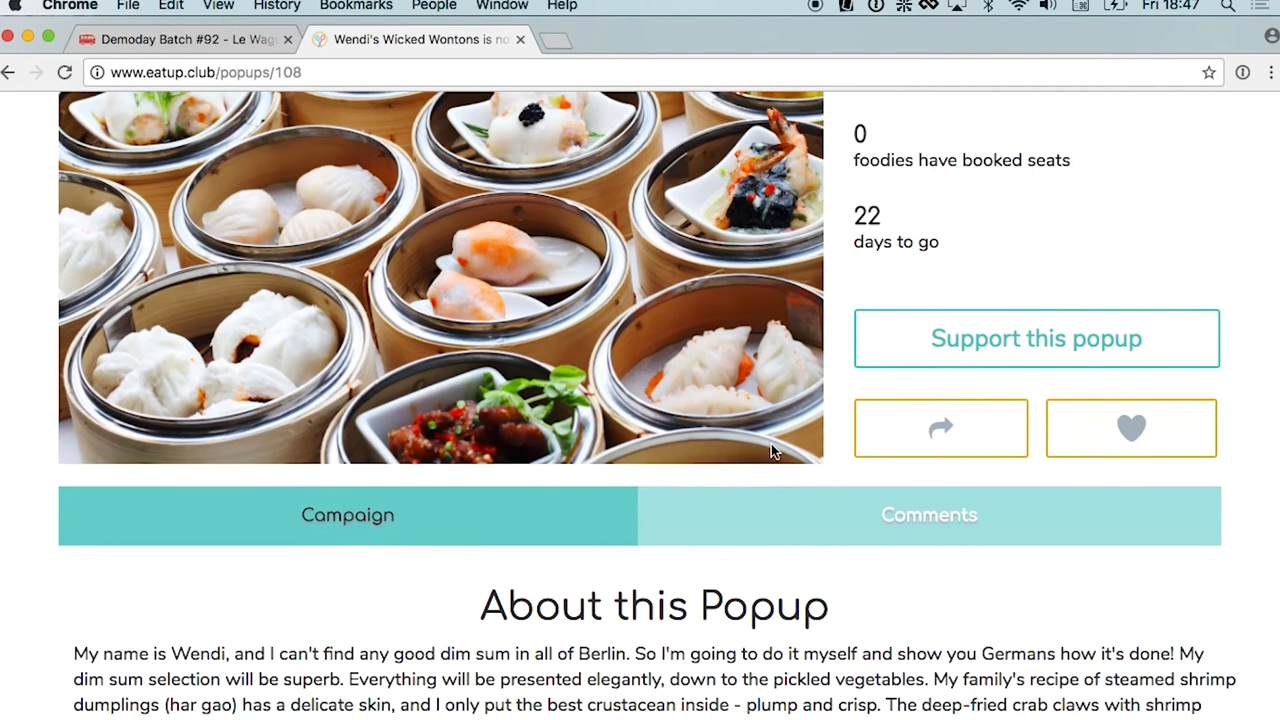 Chrome File Edit View History Bookmarks People Window Help Fri 18:47
Demoday Batch #92 - Le Wag
Wendi's Wicked Wontons is no
www.eatup.club/popups/108
0
foodies have booked seats
22
days to go
Support this popup
Campaign
Comments
About this Popup
My name is Wendi, and I can't find any good dim sum in all of Berlin. So I'm going to do it myself and show you Germans how it's done! My
dim sum selection will be superb. Everything will be presented elegantly, down to the pickled vegetables. My family's recipe of steamed shrimp
dumplings (har gao) has a delicate skin, and I only put the best crustacean inside - plump and crisp. The deep-fried crab claws with shrimp